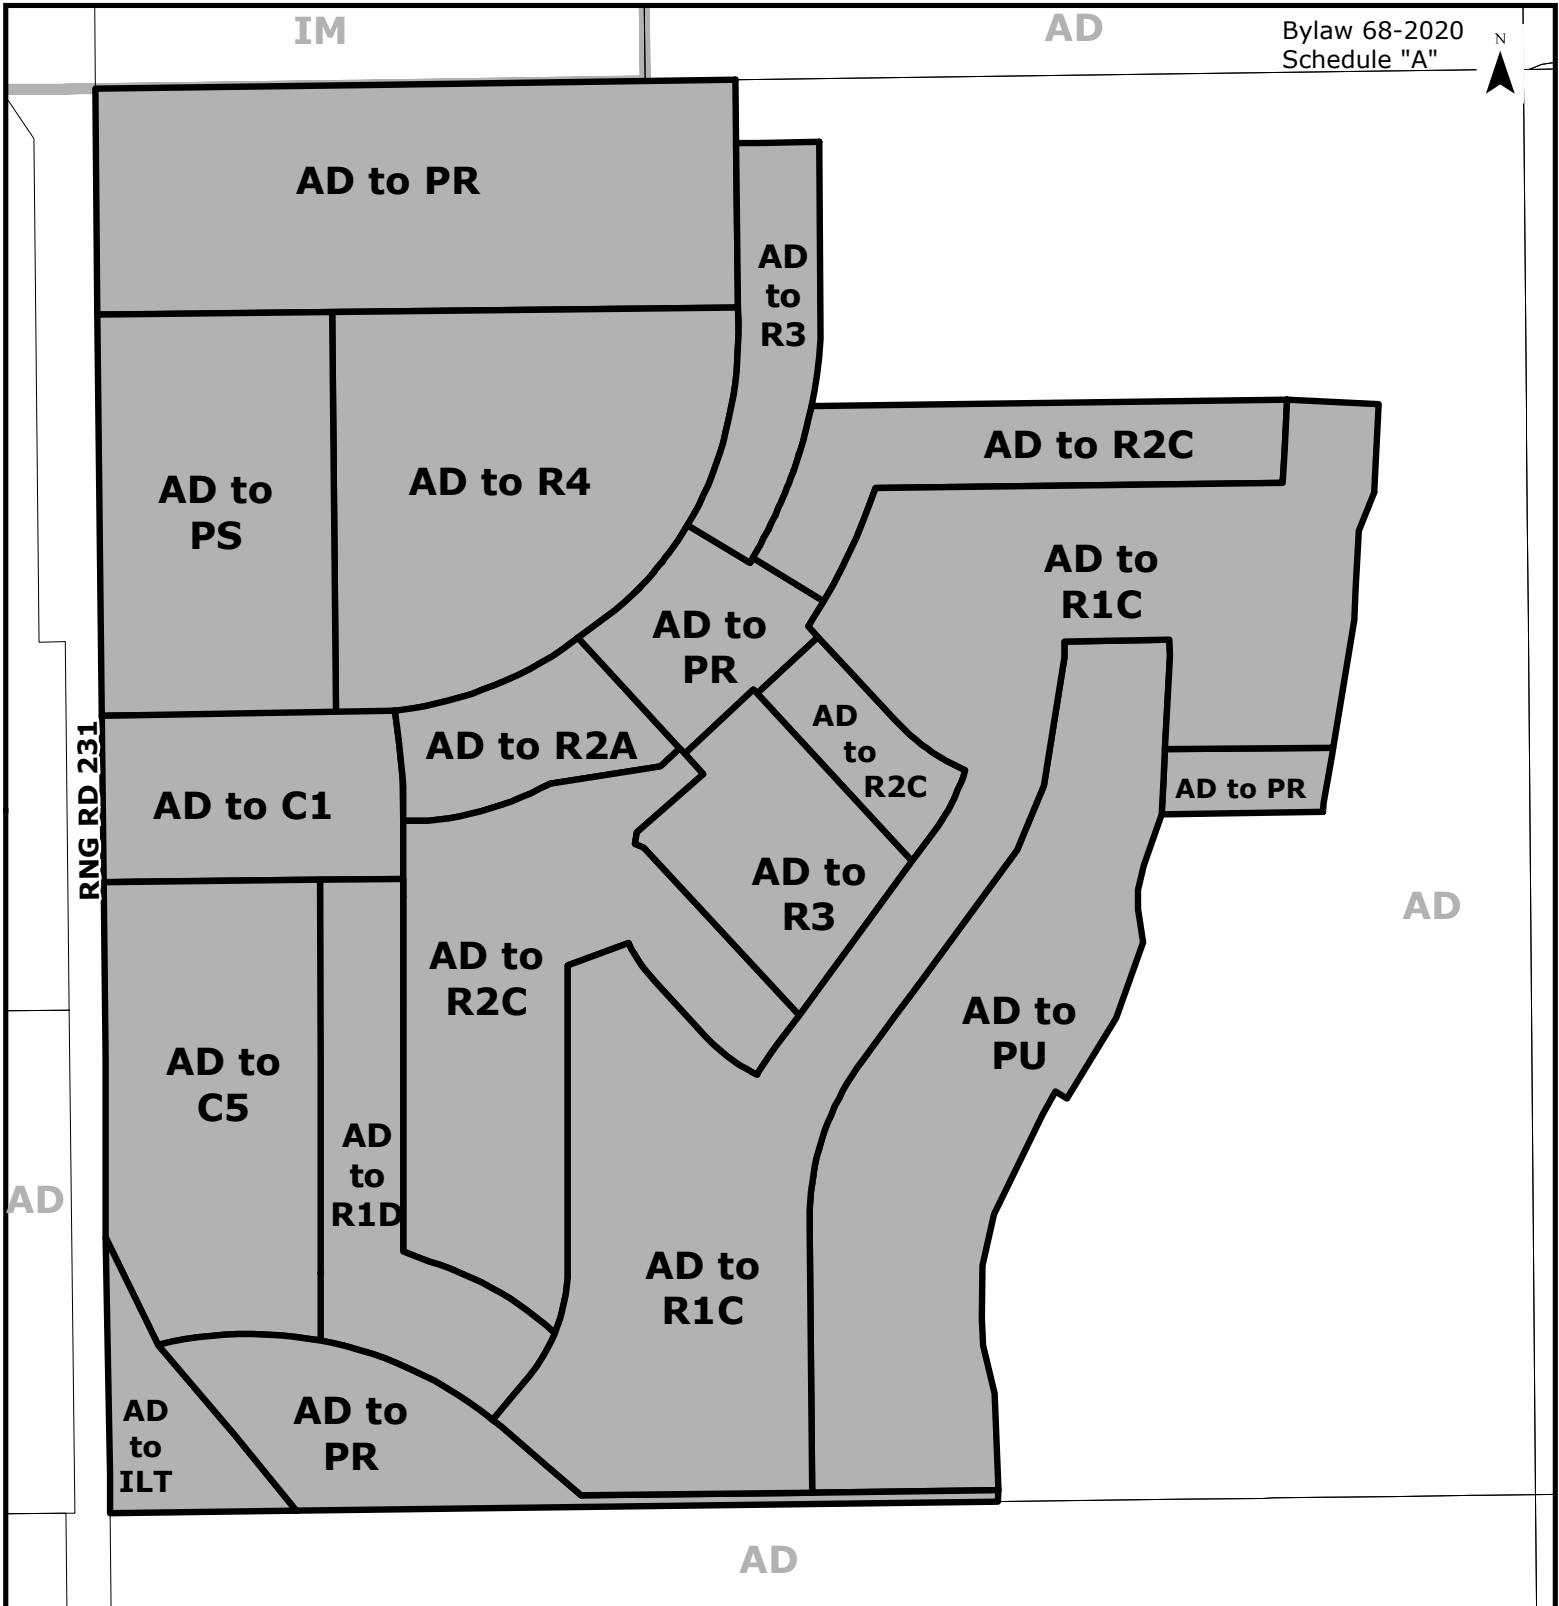 IM
AD
Bylaw 68-2020
Schedule "A"
N
AD to PR
AD
to
R3
AD to R2C
AD to
PS
AD to R4
AD to
R1C
AD to
PR
AD
to
R2C
AD to R2A
AD to PR
RNG RD 231
AD to C1
AD to
R3
AD
AD to
R2C
AD to
PU
AD to
C5
AD
to
R1D
AD
AD to
R1C
AD
to
ILT
AD to
PR
AD